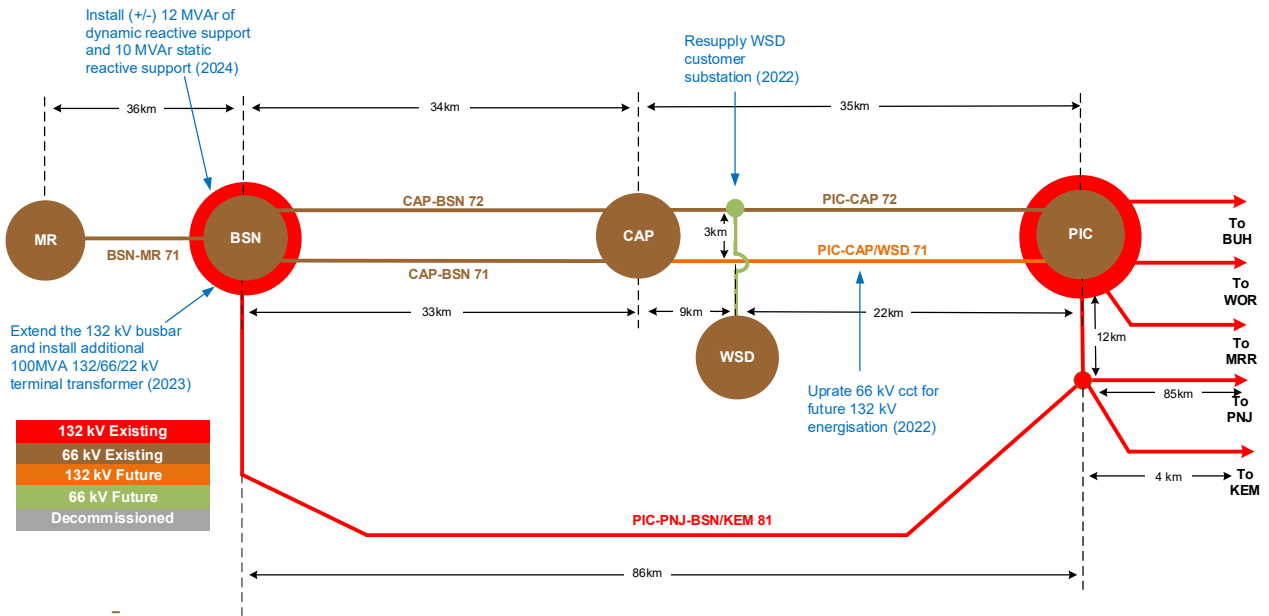 Install (+/-) 12 MVAr of
dynamic reactive support
and 10 MVAr static
reactive support (2024)
Resupply WSD
customer
substation (2022)
36km
34km
35km
CAP-BSN 72
PIC-CAP 72
MR
BSN
CAP
PIC
3km
BSN-MR 71
CAP-BSN 71
PIC-CAP/WSD 71
To
BUH
To
WOR
To
MRR
To
PNJ
To
KEM
33km
9km
22km
12km
85km
4 km
WSD
Extend the 132 kV busbar
and install additional
100MVA 132/66/22 kV
terminal transformer (2023)
Uprate 66 kV cct for
future 132 kV
energisation (2022)
132 kV Existing
66 kV Existing
132 kV Future
66 kV Future
Decommissioned
PIC-PNJ-BSN/KEM 81
86km